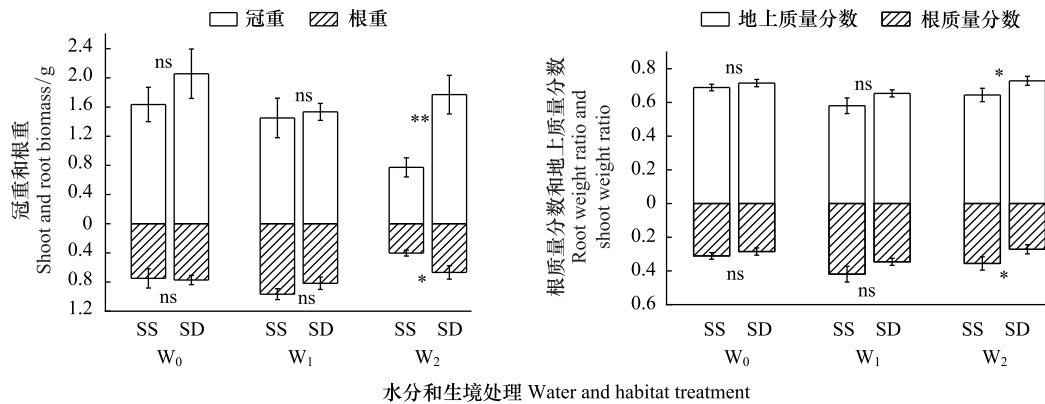 冠重 根重
冠重和根重
Shoot and root biomass/g
2.4
2.0
1.6
1.2
0.8
0.4
0
0.4
0.8
1.2
ns ns **
ns ns *
SS SD SS SD SS SD
W0 W1 W2
地上质量分数 根质量分数
根质量分数和地上质量分数
Root weight ratio and
shoot weight ratio
0.8
0.6
0.4
0.2
0
0.2
0.4
0.6
ns ns *
ns ns *
SS SD SS SD SS SD
W0 W1 W2
水分和生境处理 Water and habitat treatment